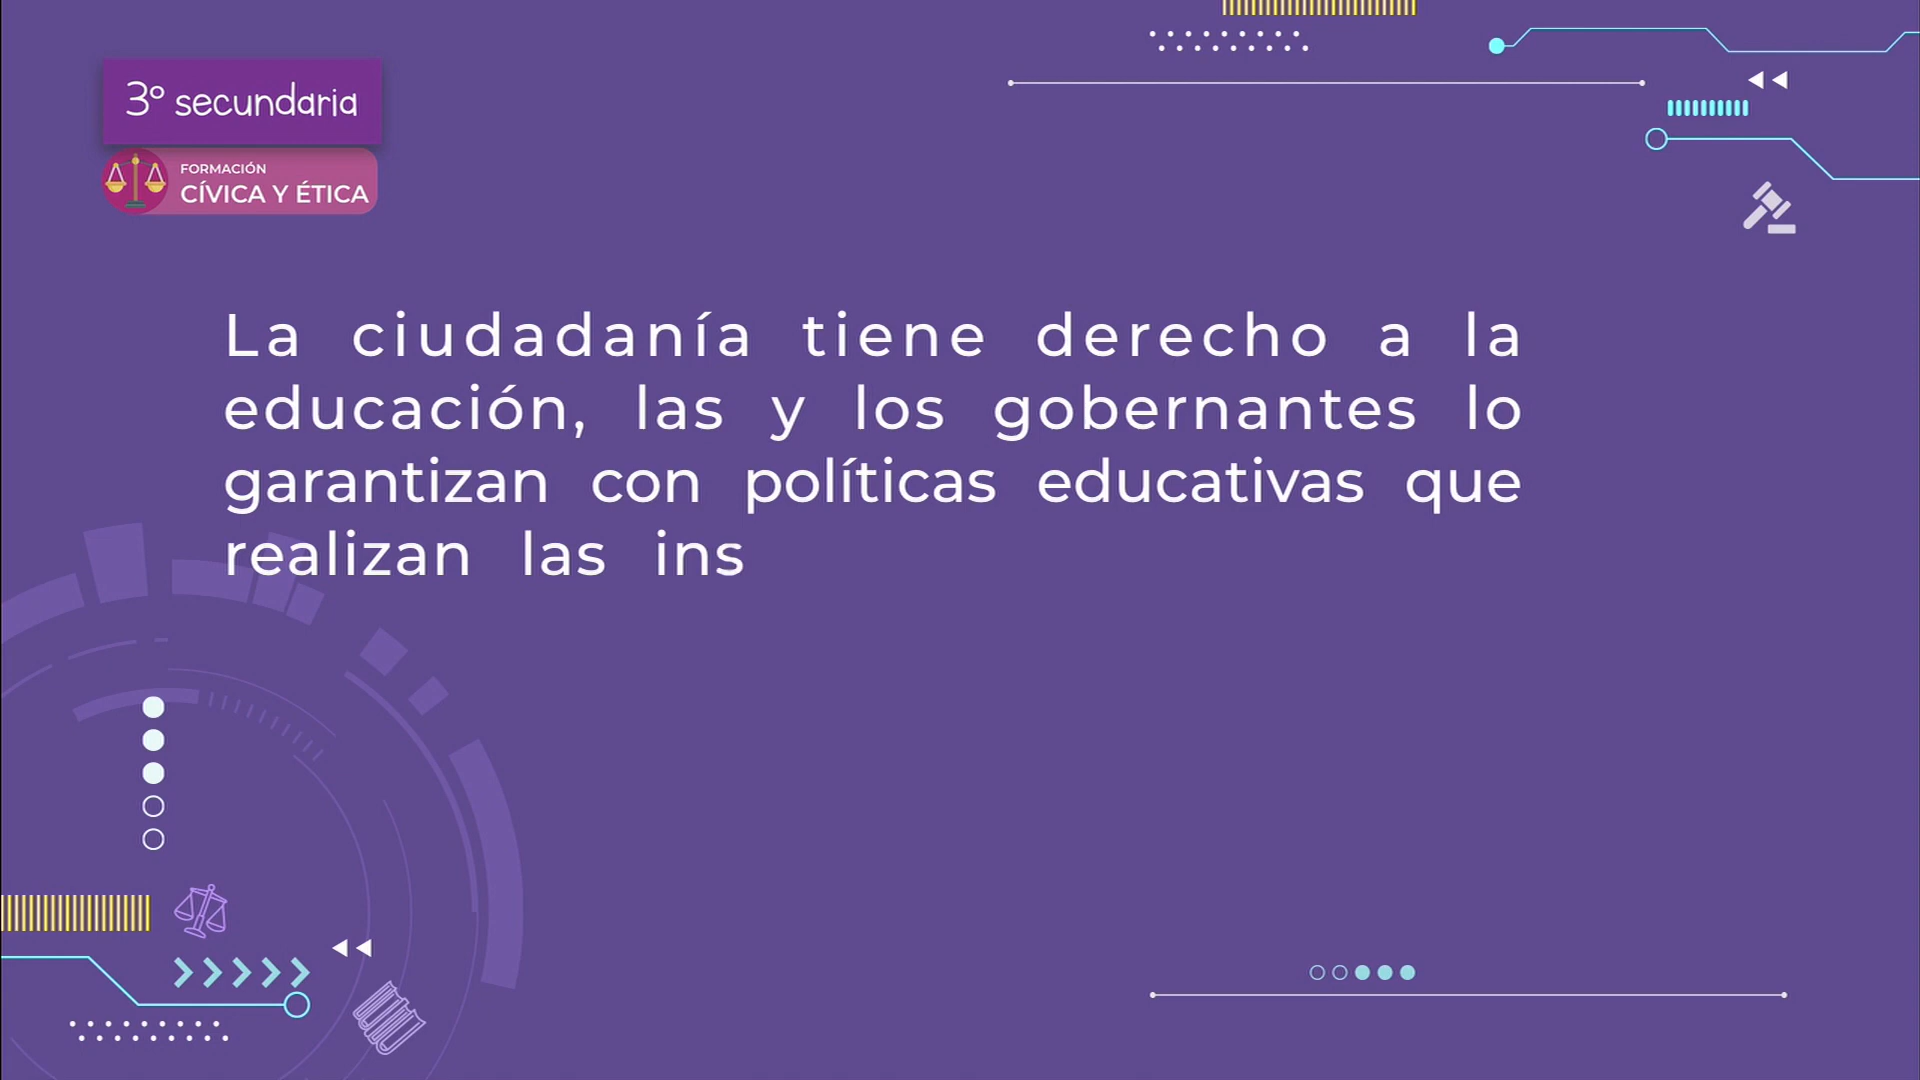 3° secundaria
FORMACIÓN
CÍVICA Y ÉTICA
La ciudadanía tiene derecho a la
educación, las y los gobernantes lo
garantizan con políticas educativas que
realizan las ins